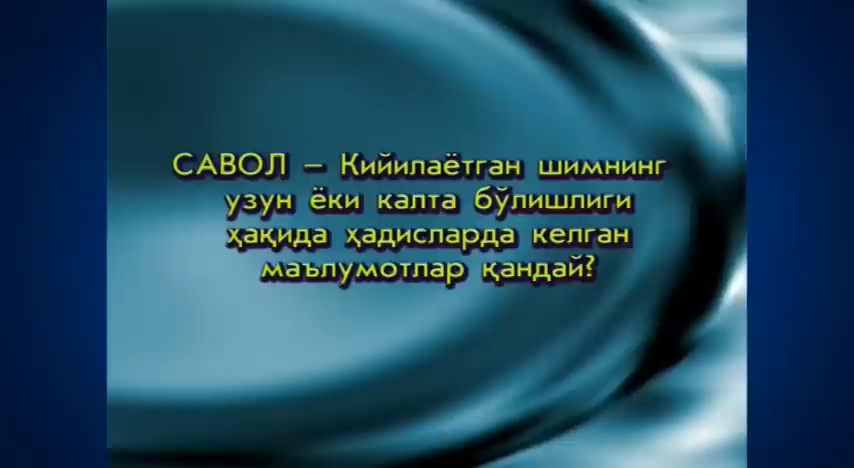 САВОЛ – Кийилаётган шимнинг
узун ёки калта бўлишлиги
ҳақида ҳадисларда келган
маълумотлар қандай?